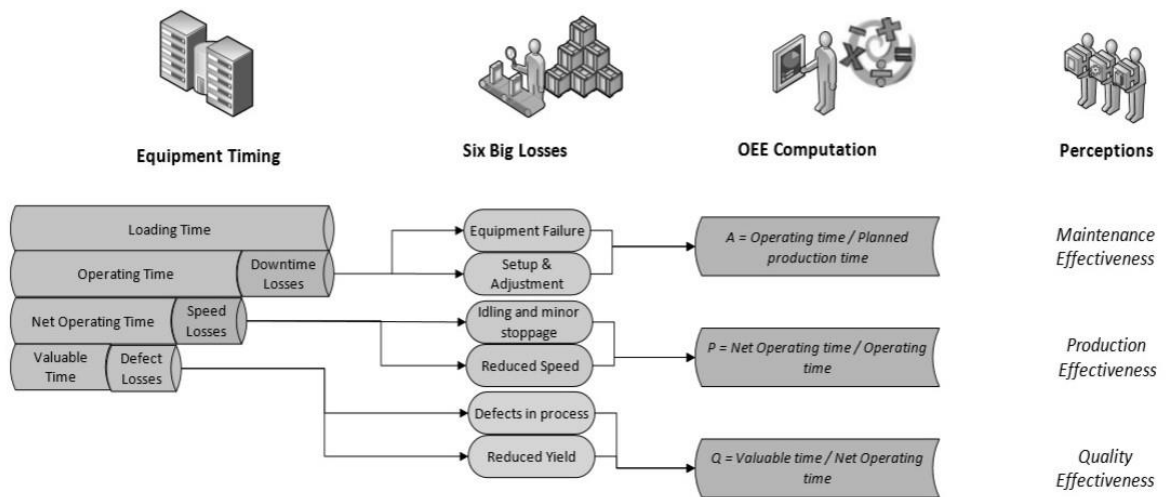 Equipment Timing
Six Big Losses
OEE Computation
Perceptions
Loading Time
Operating Time
Downtime
Losses
Net Operating Time
Speed
Losses
Valuable
Time
Defect
Losses
Equipment Failure
Setup &
Adjustment
Idling and minor
stoppage
Reduced Speed
Defects in process
Reduced Yield
A = Operating time / Planned
production time
P = Net Operating time / Operating
time
Q = Valuable time / Net Operating
time
Maintenance
Effectiveness
Production
Effectiveness
Quality
Effectiveness